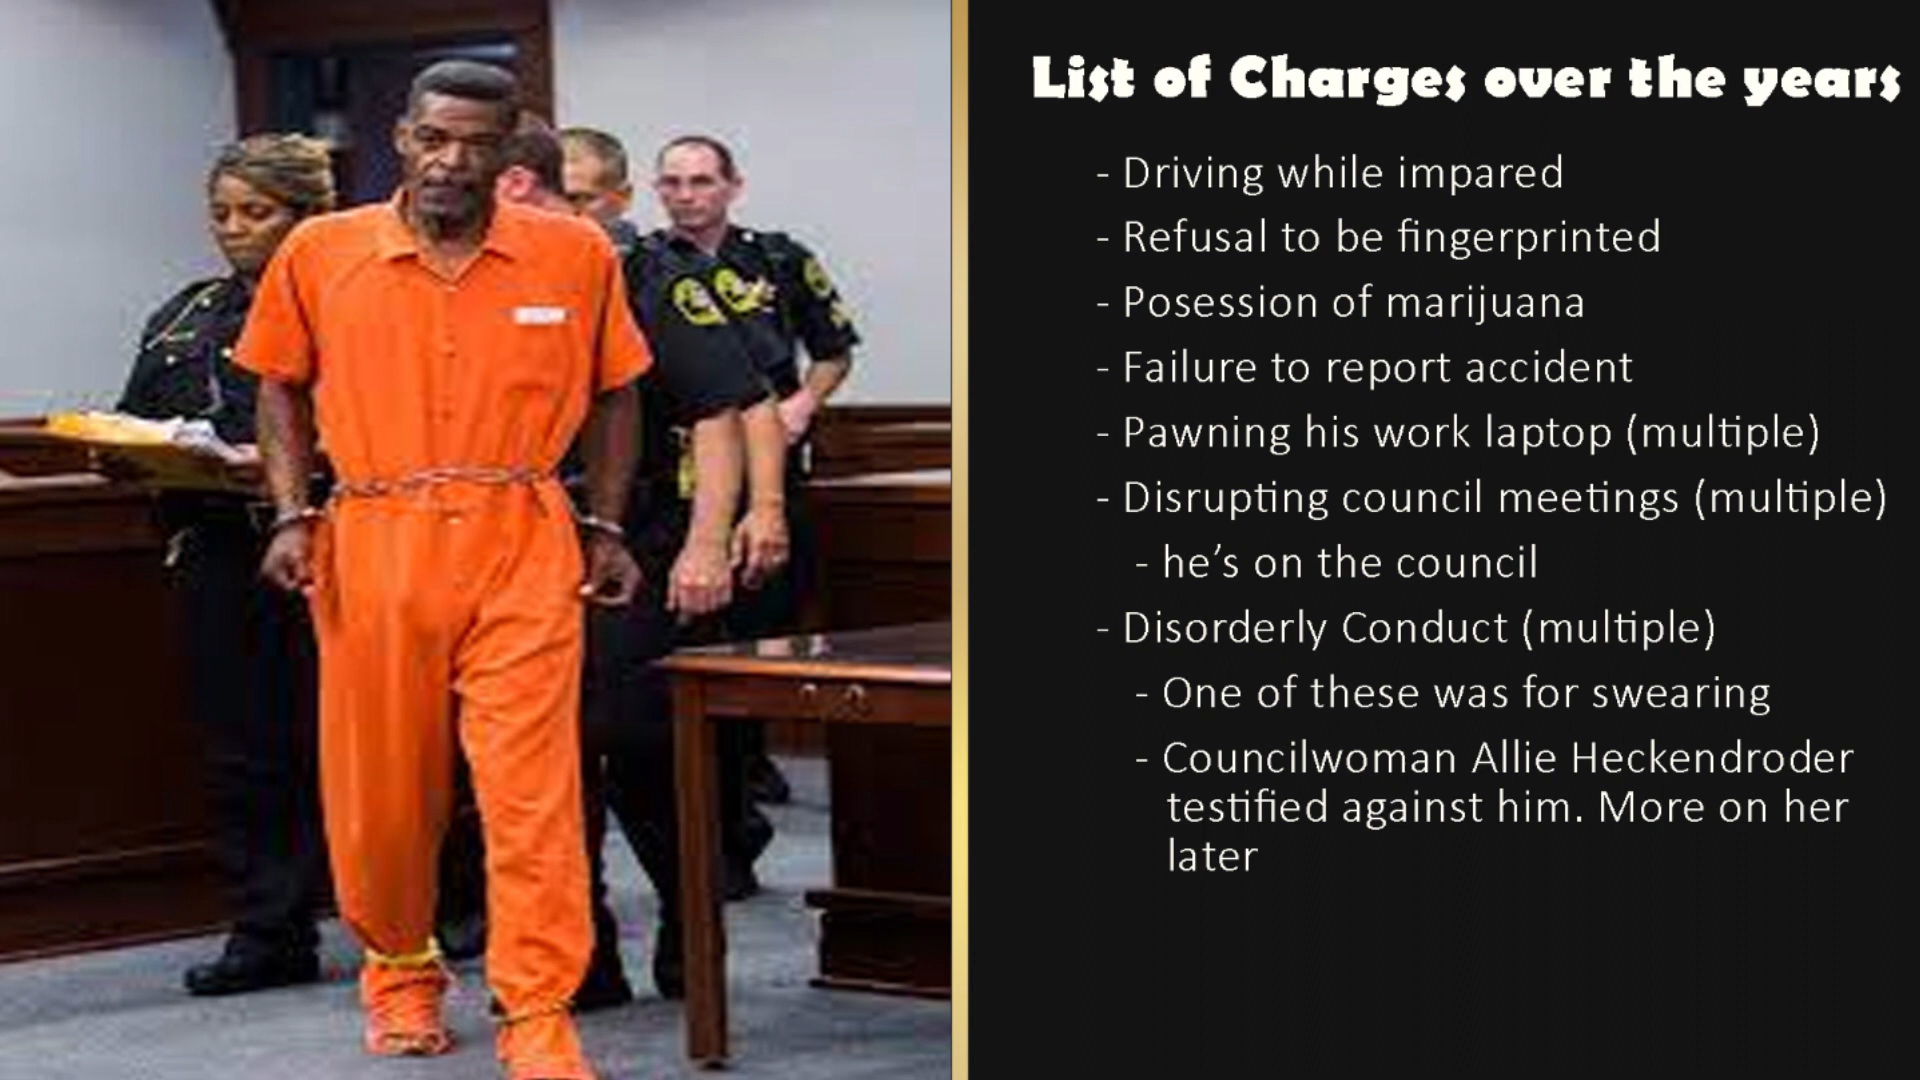 List of Charges over the years
- Driving while impared
- Refusal to be fingerprinted
- Posession of marijuana
- Failure to report accident
- Pawning his work laptop (multiple)
- Disrupting council meetings (multiple)
- he’s on the council
- Disorderly Conduct (multiple)
- One of these was for swearing
- Councilwoman Allie Heckendroder
testified against him. More on her
later